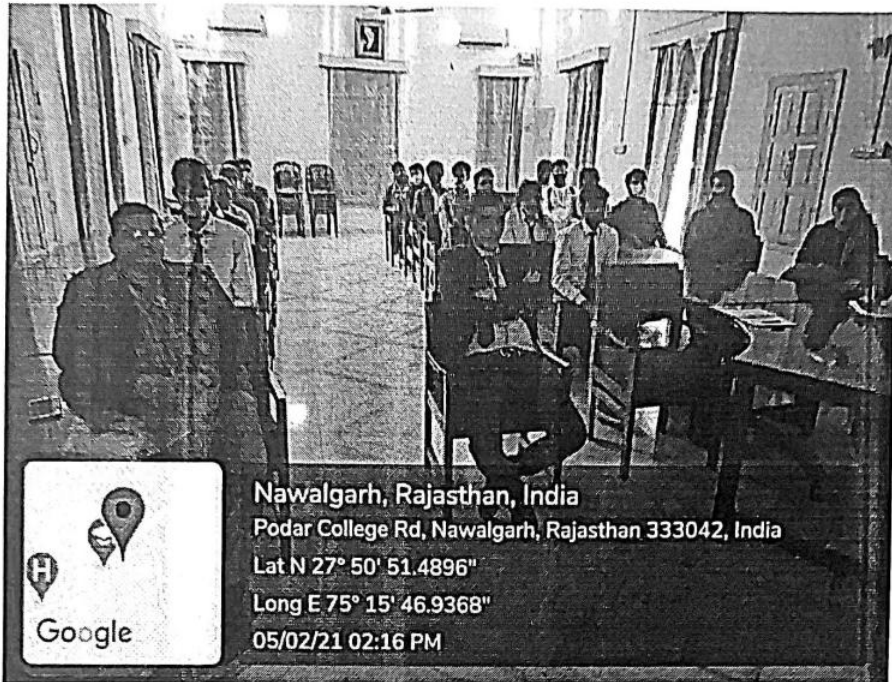 Nawalgarh, Rajasthan, India
Podar College Rd, Nawalgarh, Rajasthan 333042, India
Lat N 27° 50' 51.4896"
Long E 75° 15' 46.9368"
05/02/21 02:16 PM
H
Google